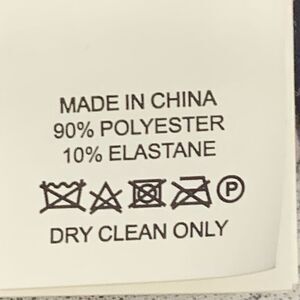 MADE IN CHINA
90% POLYESTER
10% ELASTANE
P
DRY CLEAN ONLY